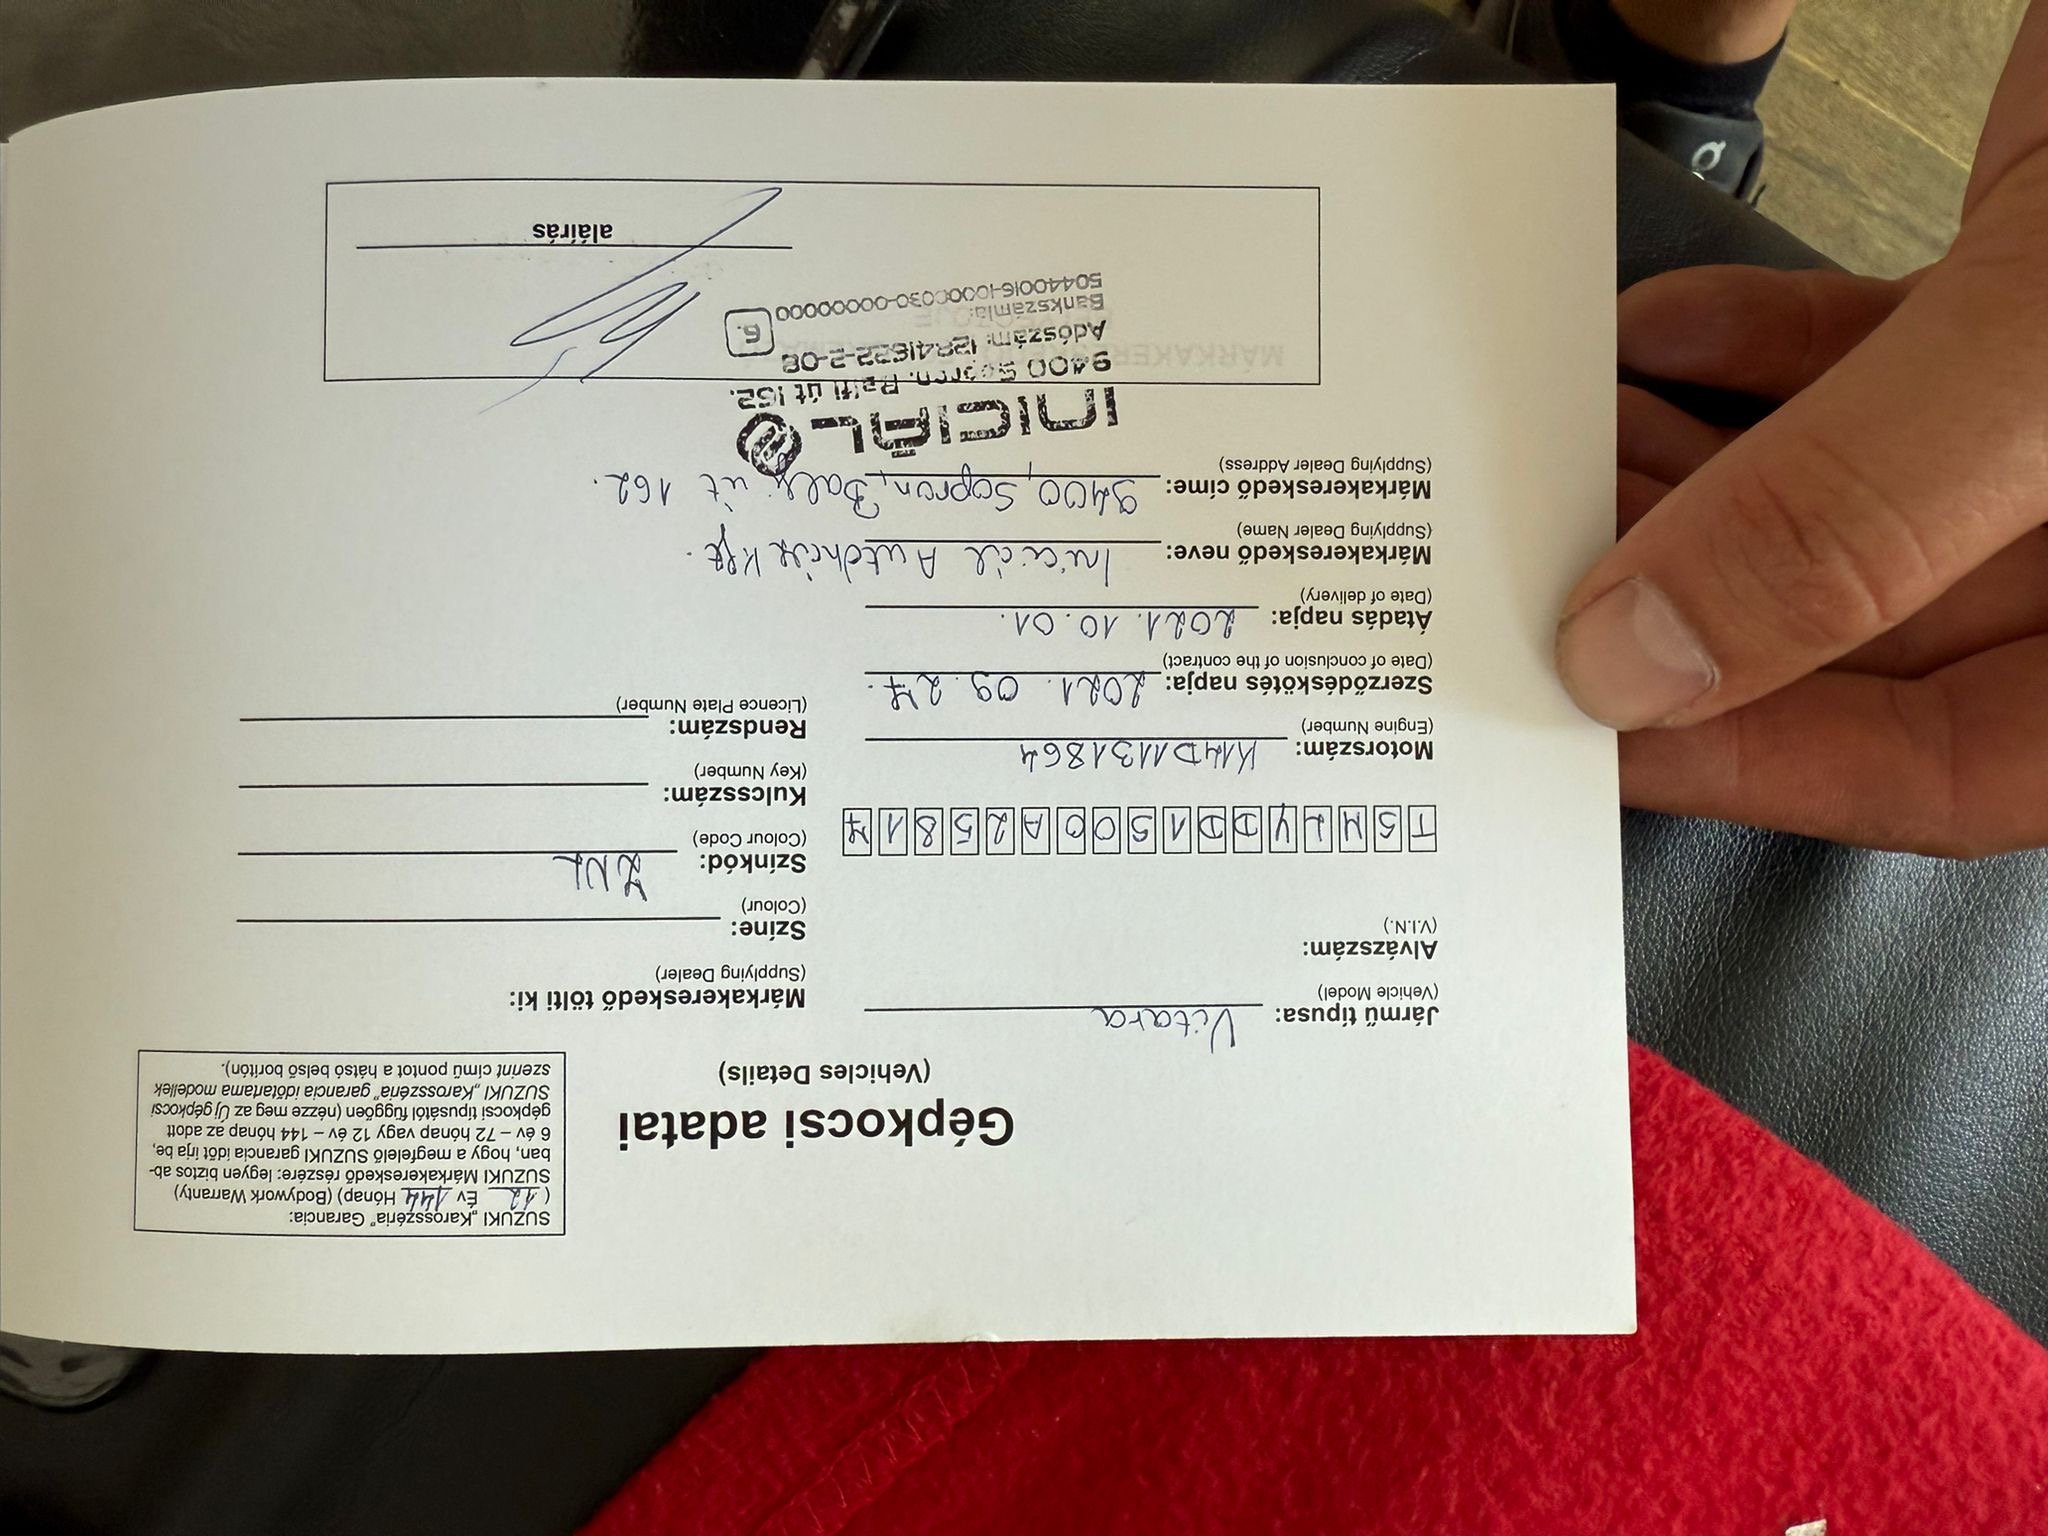 SUZUKI „Karosszéria" Garancia:
( 12 Év 144 Hónap) (Bodywork Warranty)
SUZUKI Márkakereskedő részére: legyen biztos ab-
ban, hogy a megfelelő SUZUKI garancia időt írja be,
6 év – 72 hónap vagy 12 év – 144 hónap az adott
gépkocsi típusától függően (nézze meg az Új gépkocsi
SUZUKI „Karosszéria" garancia időtartama modellek
szerint című pontot a hátsó belső borítón).
Gépkocsi adatai
(Vehicles Details)
Jármű típusa: Vitara
(Vehicle Model)
Alvázszám:
(V.I.N.)
TSMLYDD1S00A25817
Motorszám: K14D1131864
(Engine Number)
Szerződéskötés napja: 2021. 09. 27.
(Date of conclusion of the contract)
Átadás napja: 2021. 10. 01.
(Date of delivery)
Márkakereskedő neve: Iniciál Autóház Kft.
(Supplying Dealer Name)
Márkakereskedő címe: 9400, Sopron, Balfi út 162.
(Supplying Dealer Address)
Márkakereskedő tölti ki:
(Supplying Dealer)
Színe:
(Colour)
Színkód: ZNL
(Colour Code)
Kulcsszám:
(Key Number)
Rendszám:
(Licence Plate Number)
INICIÁL
9400 Sopron, Balfi út 162.
Adószám: 12841622-2-08
Bankszámla:
50440016-10000030-00000000
6.
aláírás